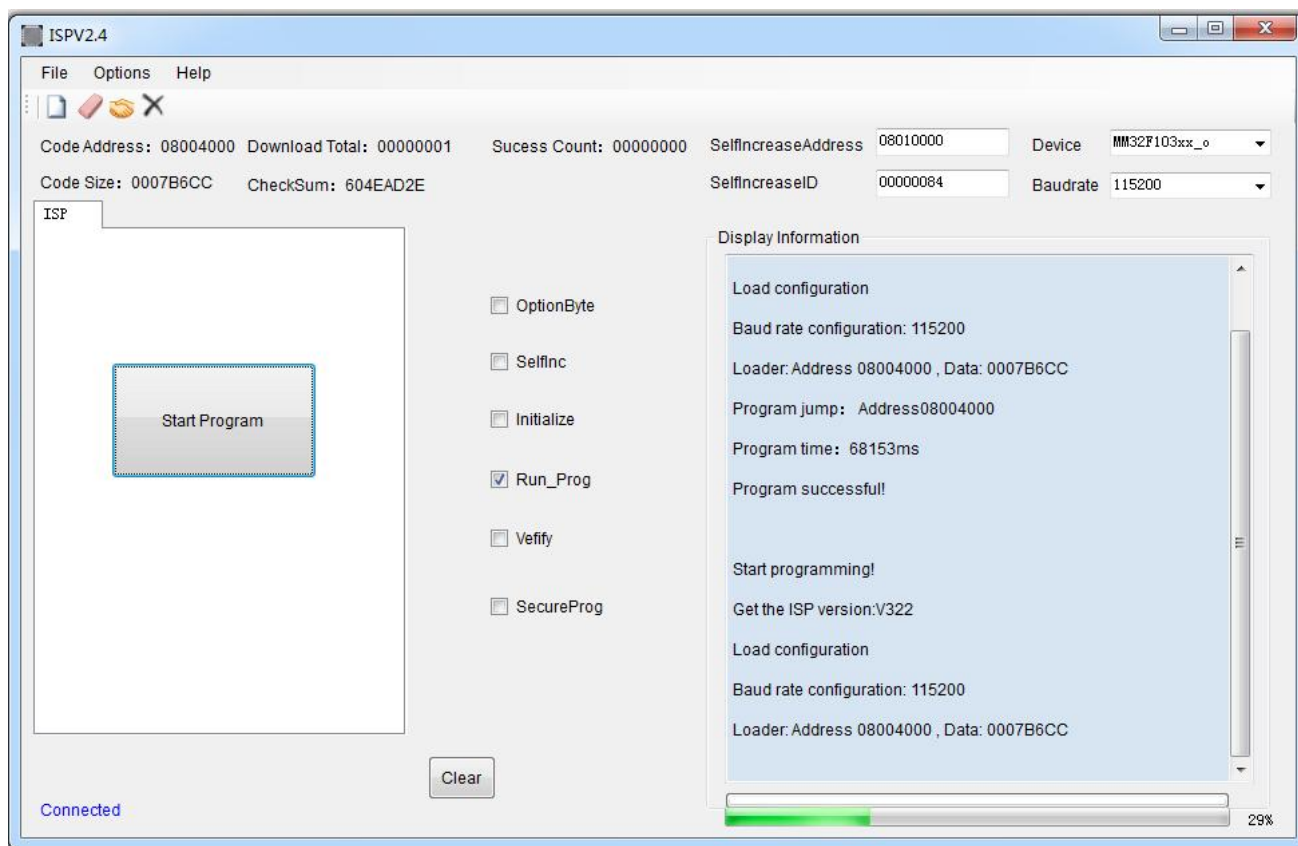 ISPV2.4
File Options Help
Code Address： 08004000 Download Total： 00000001 Sucess Count： 00000000 SelfIncreaseAddress 08010000 Device MM32F103xx_o
Code Size： 0007B6CC CheckSum： 604EAD2E SelfIncreaseID 00000084 Baudrate 115200
ISP
Start Program
OptionByte
SelfInc
Initialize
Run_Prog
Vefify
SecureProg
Clear
Connected
Display Information
Load configuration
Baud rate configuration: 115200
Loader: Address 08004000 , Data: 0007B6CC
Program jump： Address08004000
Program time： 68153ms
Program successful!
Start programming!
Get the ISP version:V322
Load configuration
Baud rate configuration: 115200
Loader: Address 08004000 , Data: 0007B6CC
29%